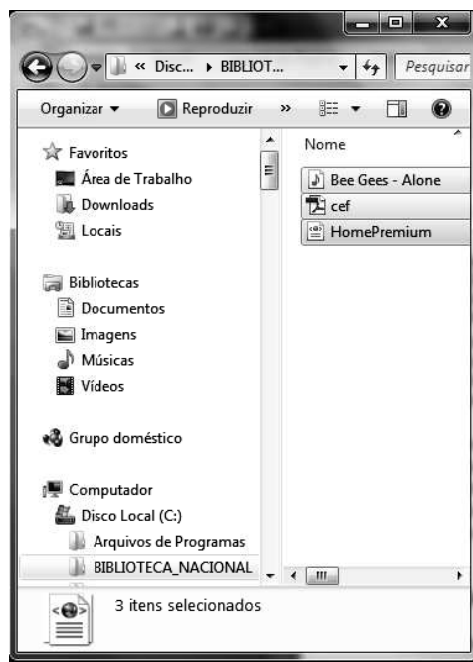 « Disc... ▸ BIBLIOT...
Pesquisar
Organizar
Reproduzir
»
Favoritos
Área de Trabalho
Downloads
Locais
Bibliotecas
Documentos
Imagens
Músicas
Vídeos
Grupo doméstico
Computador
Disco Local (C:)
Arquivos de Programas
BIBLIOTECA_NACIONAL
Nome
Bee Gees - Alone
cef
HomePremium
3 itens selecionados